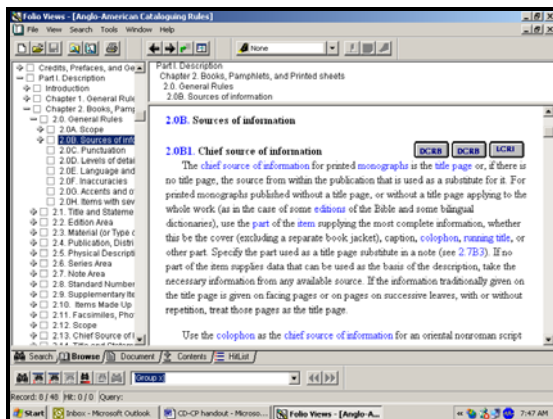 Folio Views - [Anglo-American Cataloguing Rules]
File View Search Tools Window Help
None
Credits, Prefaces, and Ge
Part I. Description
Introduction
Chapter 1. General Rule
Chapter 2. Books, Pamp
2.0. General Rules
2.0A. Scope
2.0B. Sources of info
2.0C. Punctuation
2.0D. Levels of detail
2.0E. Language and
2.0F. Inaccuracies
2.0G. Accents and o
2.0H. Items with sev
2.1. Title and Stateme
2.2. Edition Area
2.3. Material (or Type o
2.4. Publication, Distri
2.5. Physical Descripti
2.6. Series Area
2.7. Note Area
2.8. Standard Number
2.9. Supplementary Ite
2.10. Items Made Up
2.11. Facsimiles, Pho
2.12. Scope
2.13. Chief Source of I
Part I. Description
Chapter 2. Books, Pamphlets, and Printed sheets
2.0. General Rules
2.0B. Sources of information
2.0B. Sources of information
2.0B1. Chief source of information
DCRB DCRB LCRI
The chief source of information for printed monographs is the title page or, if there is
no title page, the source from within the publication that is used as a substitute for it. For
printed monographs published without a title page, or without a title page applying to the
whole work (as in the case of some editions of the Bible and some bilingual
dictionaries), use the part of the item supplying the most complete information, whether
this be the cover (excluding a separate book jacket), caption, colophon, running title, or
other part. Specify the part used as a title page substitute in a note (see 2.7B3). If no
part of the item supplies data that can be used as the basis of the description, take the
necessary information from any available source. If the information traditionally given on
the title page is given on facing pages or on pages on successive leaves, with or without
repetition, treat those pages as the title page.
Use the colophon as the chief source of information for an oriental nonroman script
Search Browse Document Contents HitList
Group x
Record: 8 / 48 Hit: 0 / 0 Query:
Start Inbox - Microsoft Outlook CD-CP handout - Microso... Folio Views - [Anglo-A... 7:47 AM